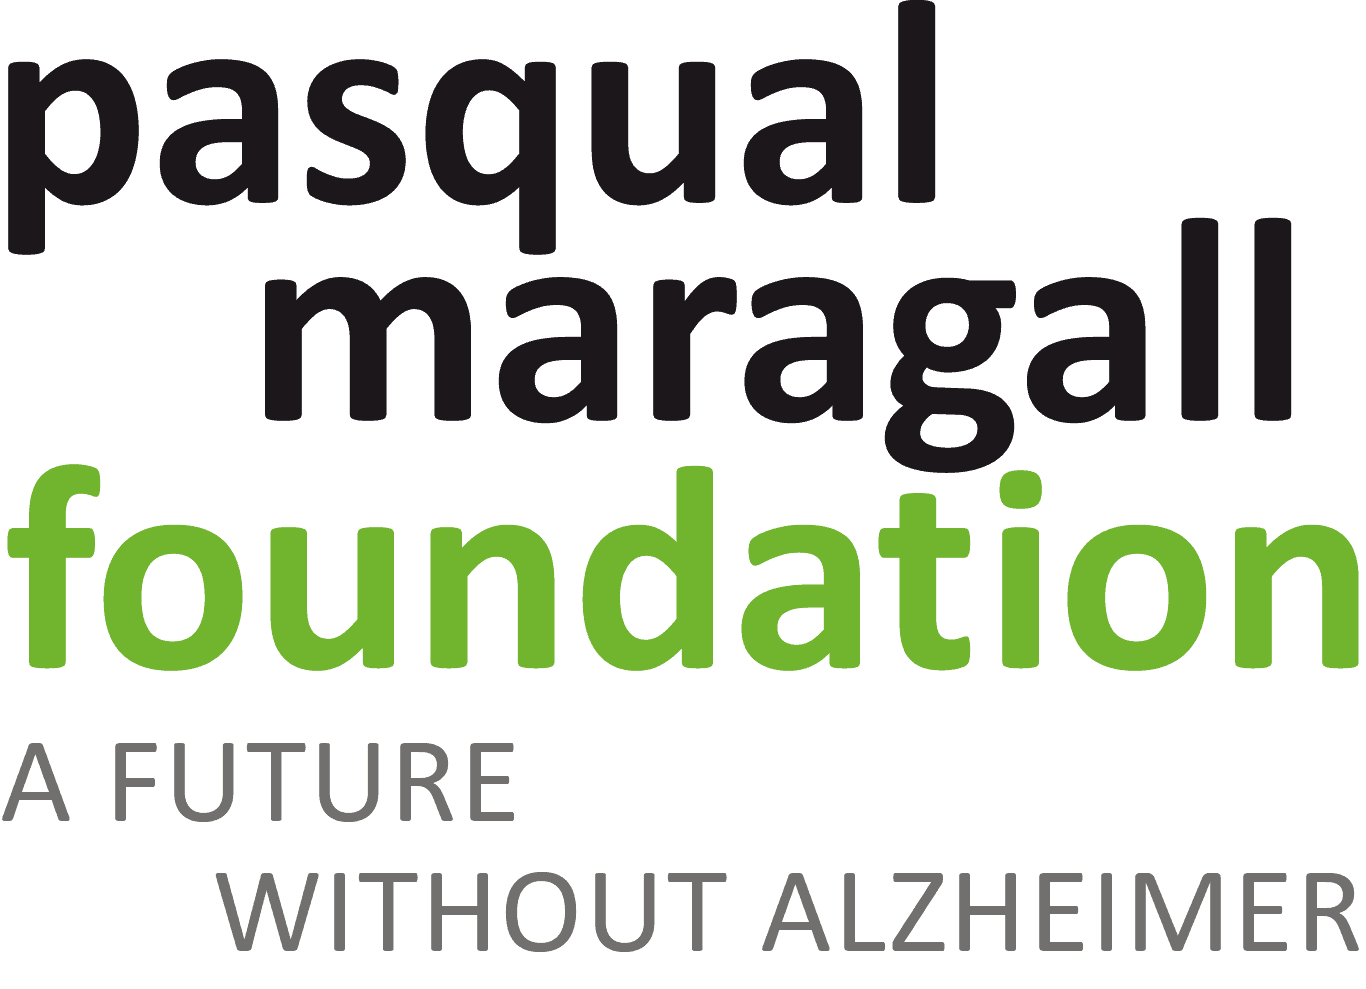 pasqual
maragall
foundation
A FUTURE
WITHOUT ALZHEIMER